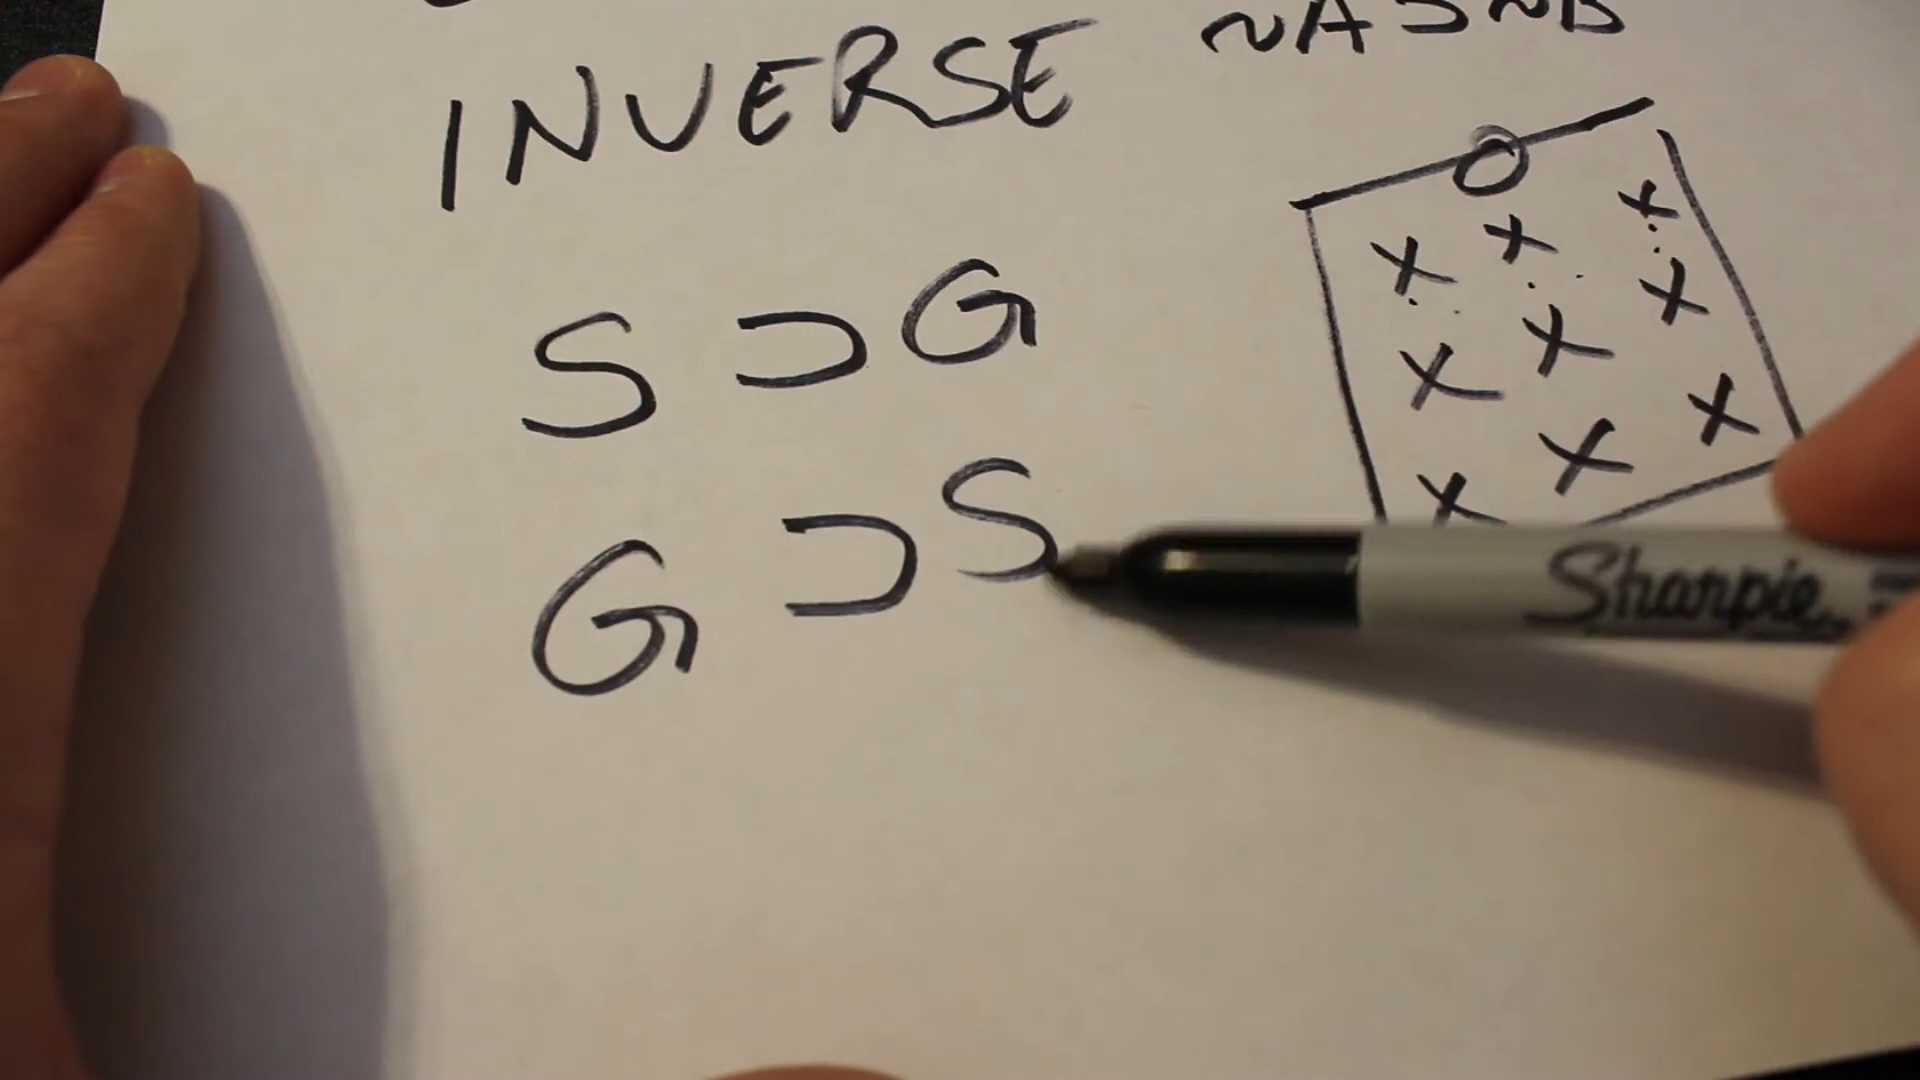 INVERSE ~A⊃~B
S ⊃ G
G ⊃ S
x x x
x x x
x x x
Sharpie